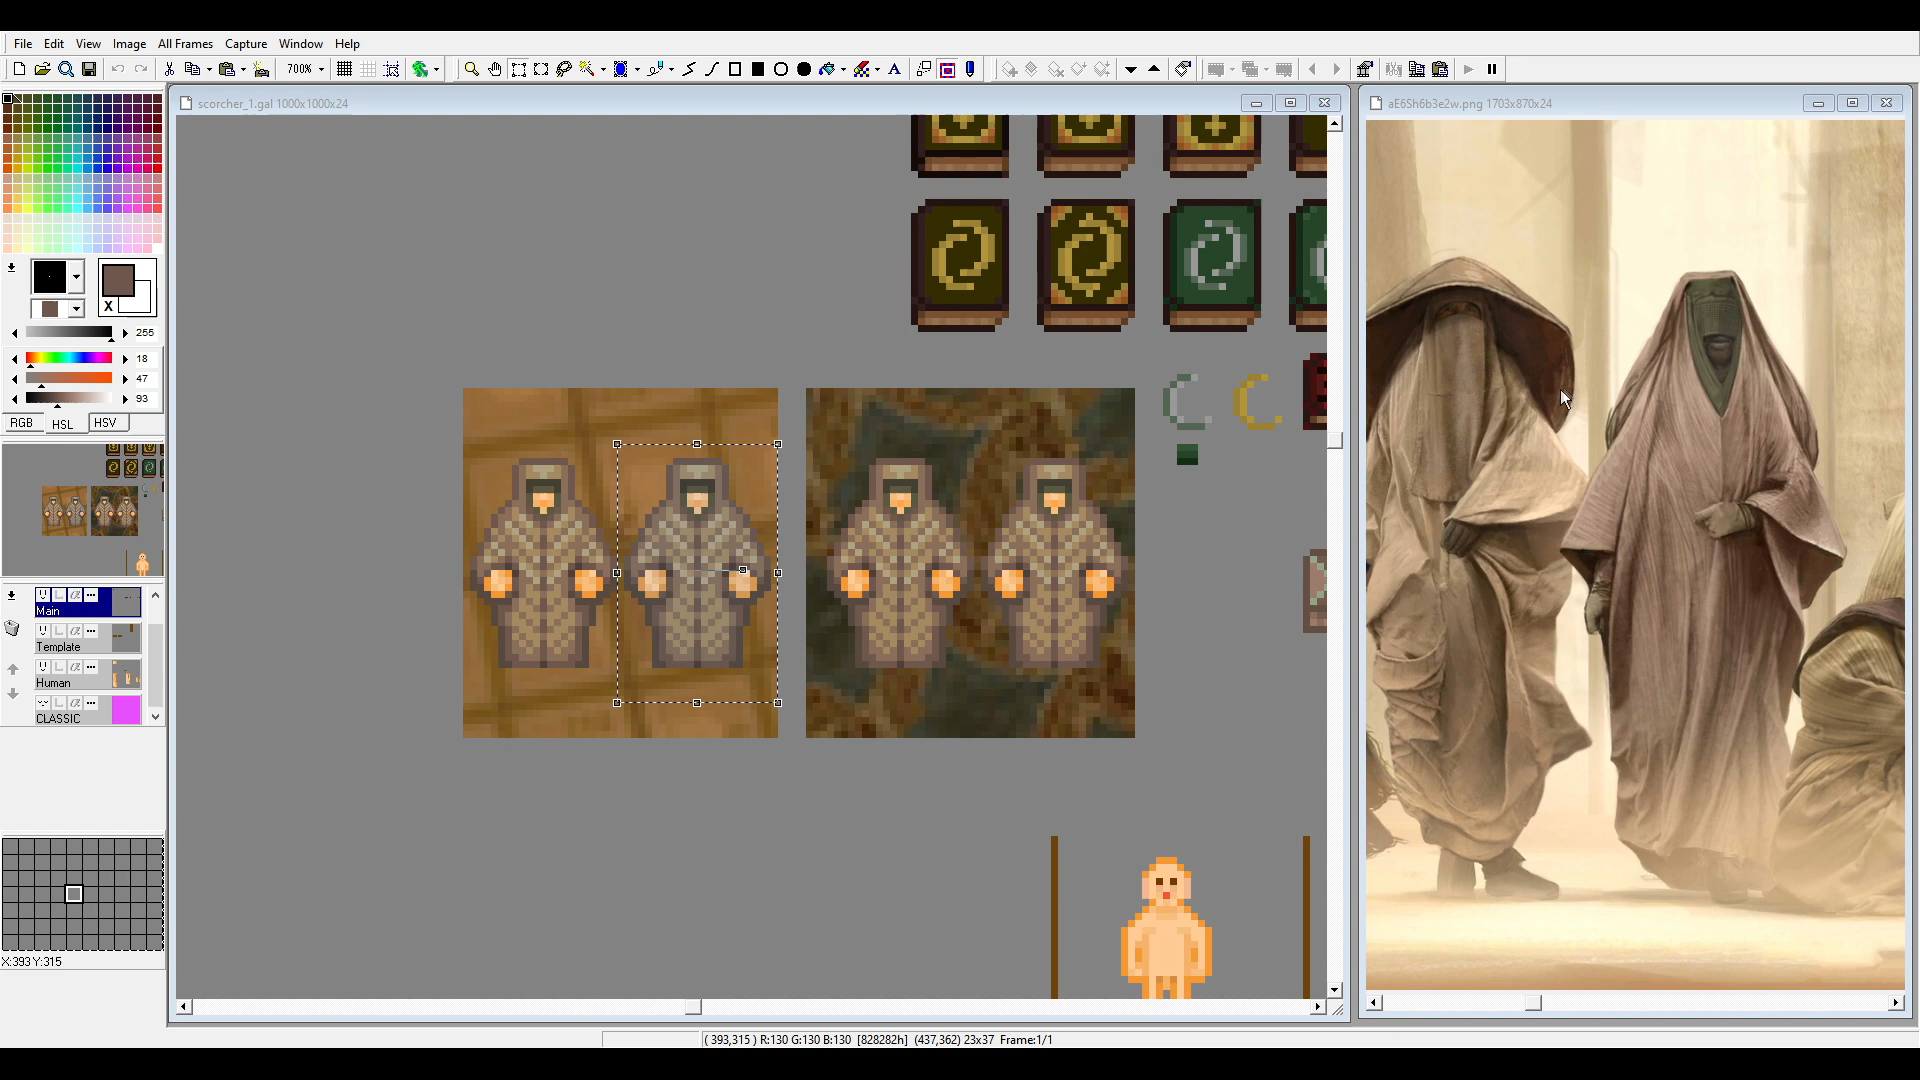 File Edit View Image All Frames Capture Window Help
700%
A
scorcher_1.gal 1000x1000x24
aE6Sh6b3e2w.png 1703x870x24
X
255
18
47
93
RGB HSL HSV
Main
Template
Human
CLASSIC
X:393 Y:315
( 393,315 ) R:130 G:130 B:130 [828282h] (437,362) 23x37 Frame:1/1